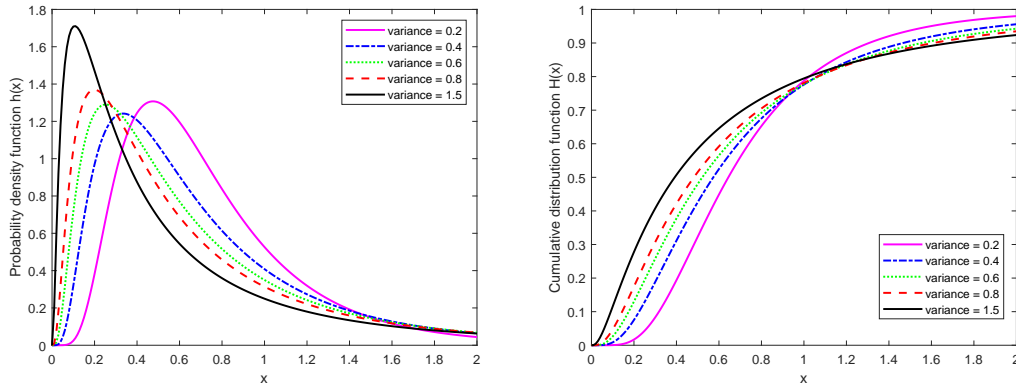 Probability density function h(x)
1.8
1.6
1.4
1.2
1
0.8
0.6
0.4
0.2
0
0 0.2 0.4 0.6 0.8 1 1.2 1.4 1.6 1.8 2
x
variance = 0.2
variance = 0.4
variance = 0.6
variance = 0.8
variance = 1.5
Cumulative distribution function H(x)
1
0.9
0.8
0.7
0.6
0.5
0.4
0.3
0.2
0.1
0
0 0.2 0.4 0.6 0.8 1 1.2 1.4 1.6 1.8 2
x
variance = 0.2
variance = 0.4
variance = 0.6
variance = 0.8
variance = 1.5